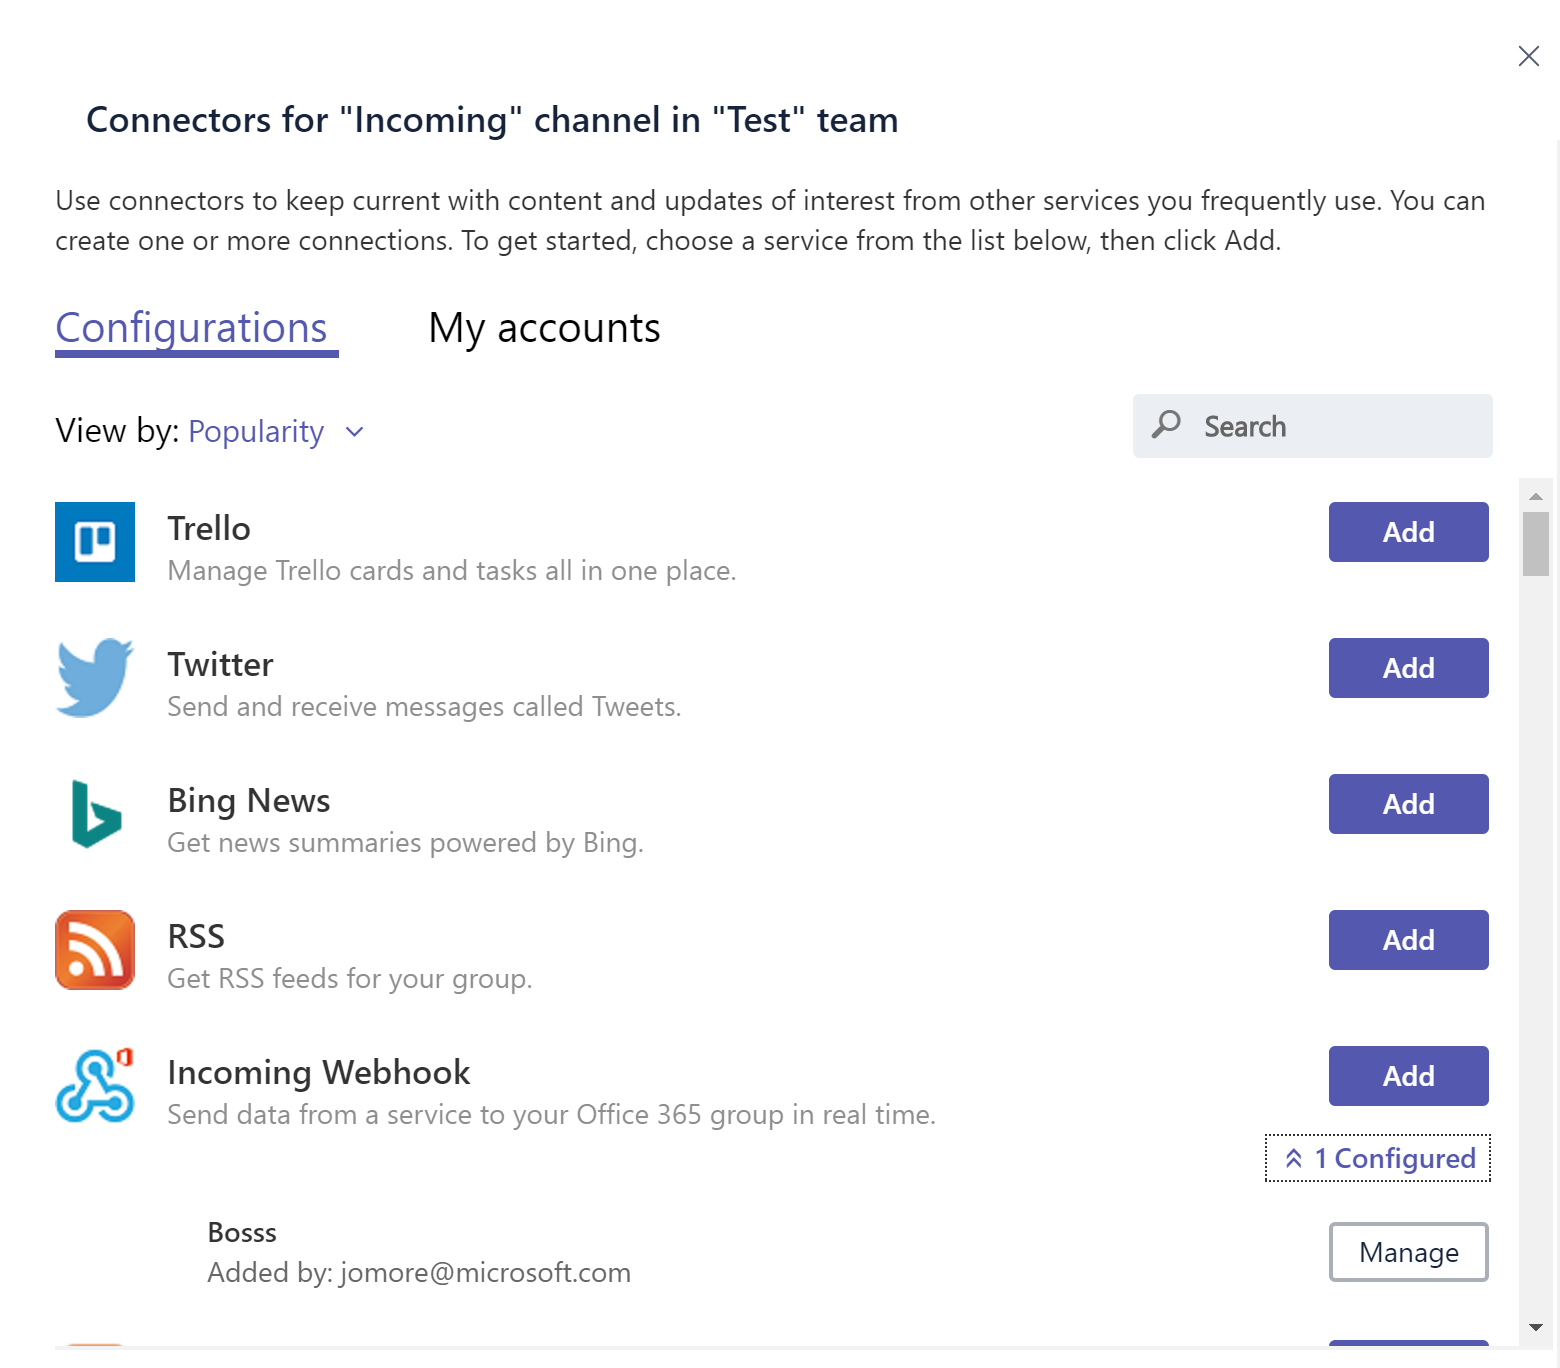 Connectors for "Incoming" channel in "Test" team
Use connectors to keep current with content and updates of interest from other services you frequently use. You can
create one or more connections. To get started, choose a service from the list below, then click Add.
Configurations
My accounts
View by: Popularity
Search
Trello
Manage Trello cards and tasks all in one place.
Add
Twitter
Send and receive messages called Tweets.
Add
Bing News
Get news summaries powered by Bing.
Add
RSS
Get RSS feeds for your group.
Add
Incoming Webhook
Send data from a service to your Office 365 group in real time.
Add
1 Configured
Bosss
Added by: jomore@microsoft.com
Manage